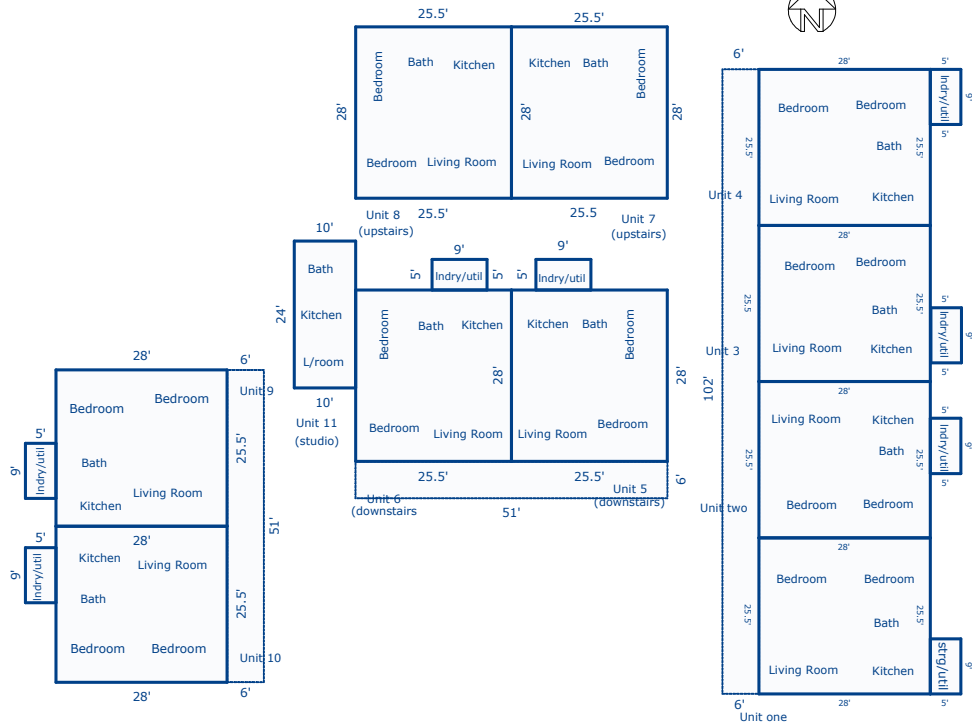 N
25.5'
25.5'
Bedroom
Bath
Kitchen
Kitchen
Bath
Bedroom
28'
28'
28'
Bedroom
Living Room
Living Room
Bedroom
25.5'
25.5
Unit 8
(upstairs)
Unit 7
(upstairs)
10'
Bath
Kitchen
L/room
24'
10'
Unit 11
(studio)
9'
9'
5'
lndry/util
5'
5'
lndry/util
Bedroom
Bath
Kitchen
Kitchen
Bath
Bedroom
28'
28'
Bedroom
Living Room
Living Room
Bedroom
25.5'
25.5'
6'
Unit 6
(downstairs
Unit 5
(downstairs)
51'
28'
6'
Unit 9
Bedroom
Bedroom
25.5'
5'
9'
lndry/util
Bath
Living Room
Kitchen
51'
28'
5'
9'
lndry/util
Kitchen
Living Room
Bath
25.5'
Bedroom
Bedroom
Unit 10
28'
6'
6'
28'
5'
Bedroom
Bedroom
lndry/util
9'
5'
25.5'
Bath
25.5'
Unit 4
Living Room
Kitchen
28'
Bedroom
Bedroom
25.5'
Bath
25.5'
5'
lndry/util
9'
5'
Unit 3
Living Room
Kitchen
102'
28'
Living Room
Kitchen
5'
lndry/util
9'
5'
25.5'
Bath
25.5'
Unit two
Bedroom
Bedroom
28'
Bedroom
Bedroom
25.5'
Bath
25.5'
strg/util
9'
5'
Living Room
Kitchen
6'
28'
Unit one